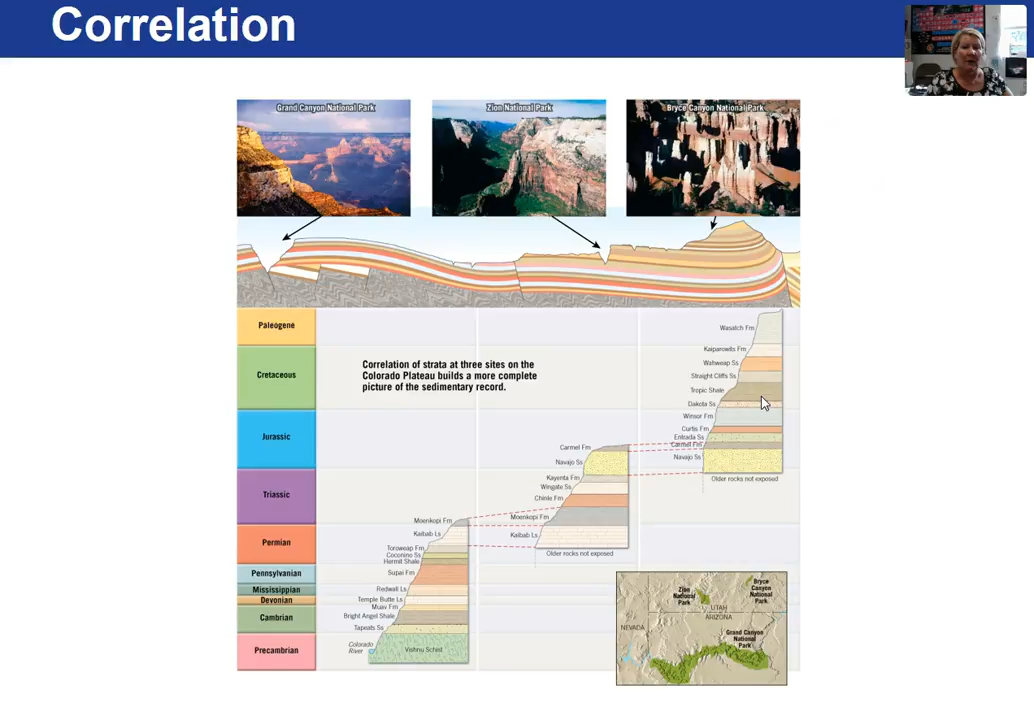 Correlation
Grand Canyon National Park
Zion National Park
Bryce Canyon National Park
Paleogene
Cretaceous
Jurassic
Triassic
Permian
Pennsylvanian
Mississippian
Devonian
Cambrian
Precambrian
Correlation of strata at three sites on the
Colorado Plateau builds a more complete
picture of the sedimentary record.
Moenkopi Fm
Kaibab Ls
Toroweap Fm
Coconino Ss
Hermit Shale
Supai Fm
Redwall Ls
Temple Butte Ls
Muav Fm
Bright Angel Shale
Tapeats Ss
Colorado
River
Vishnu Schist
Carmel Fm
Navajo Ss
Kayenta Fm
Wingate Ss
Chinle Fm
Moenkopi Fm
Kaibab Ls
Older rocks not exposed
Wasatch Fm
Kaiparowits Fm
Wahweap Ss
Straight Cliffs Ss
Tropic Shale
Dakota Ss
Winsor Fm
Curtis Fm
Entrada Ss
Carmel Fm
Navajo Ss
Older rocks not exposed
Zion
National
Park
Bryce
Canyon
National
Park
UTAH
ARIZONA
NEVADA
Grand Canyon
National
Park